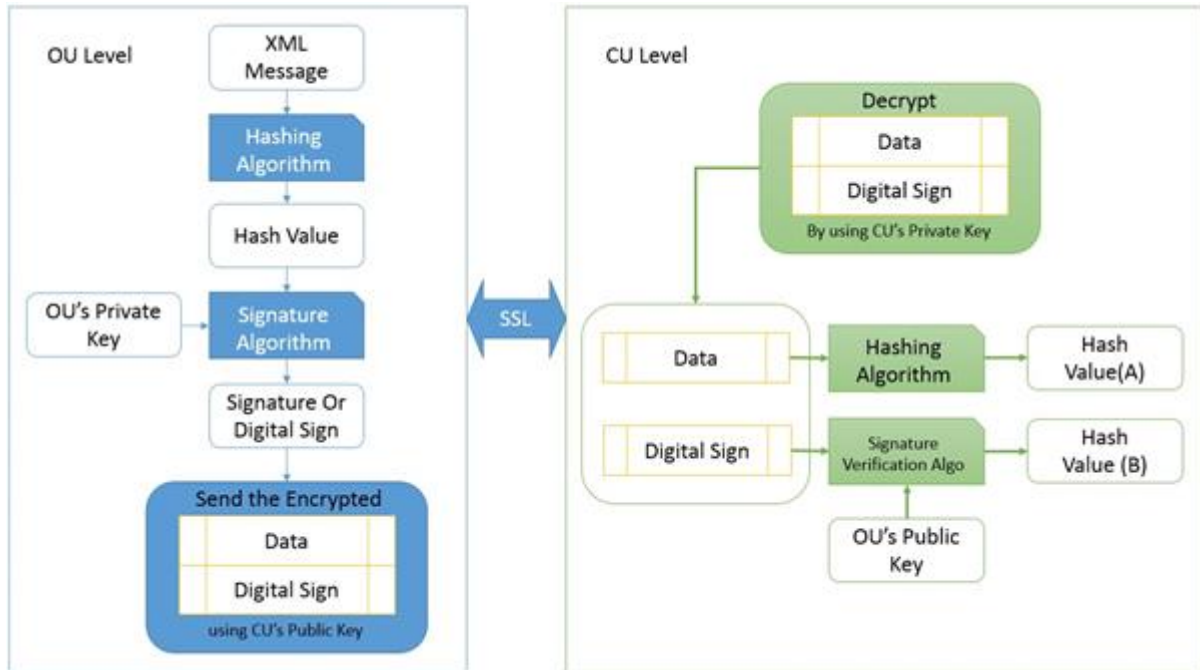 OU Level
XML
Message
Hashing
Algorithm
Hash Value
OU's Private
Key
Signature
Algorithm
Signature Or
Digital Sign
Send the Encrypted
Data
Digital Sign
using CU's Public Key
SSL
CU Level
Decrypt
Data
Digital Sign
By using CU's Private Key
Data
Hashing
Algorithm
Hash
Value(A)
Digital Sign
Signature
Verification Algo
Hash
Value (B)
OU's Public
Key